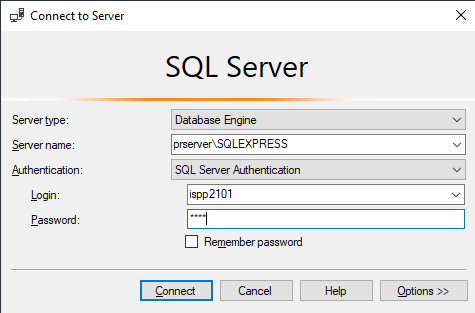 Connect to Server
SQL Server
Server type: Database Engine
Server name: prserver\SQLEXPRESS
Authentication: SQL Server Authentication
Login: ispp2101
Password: ****
Remember password
Connect Cancel Help Options >>